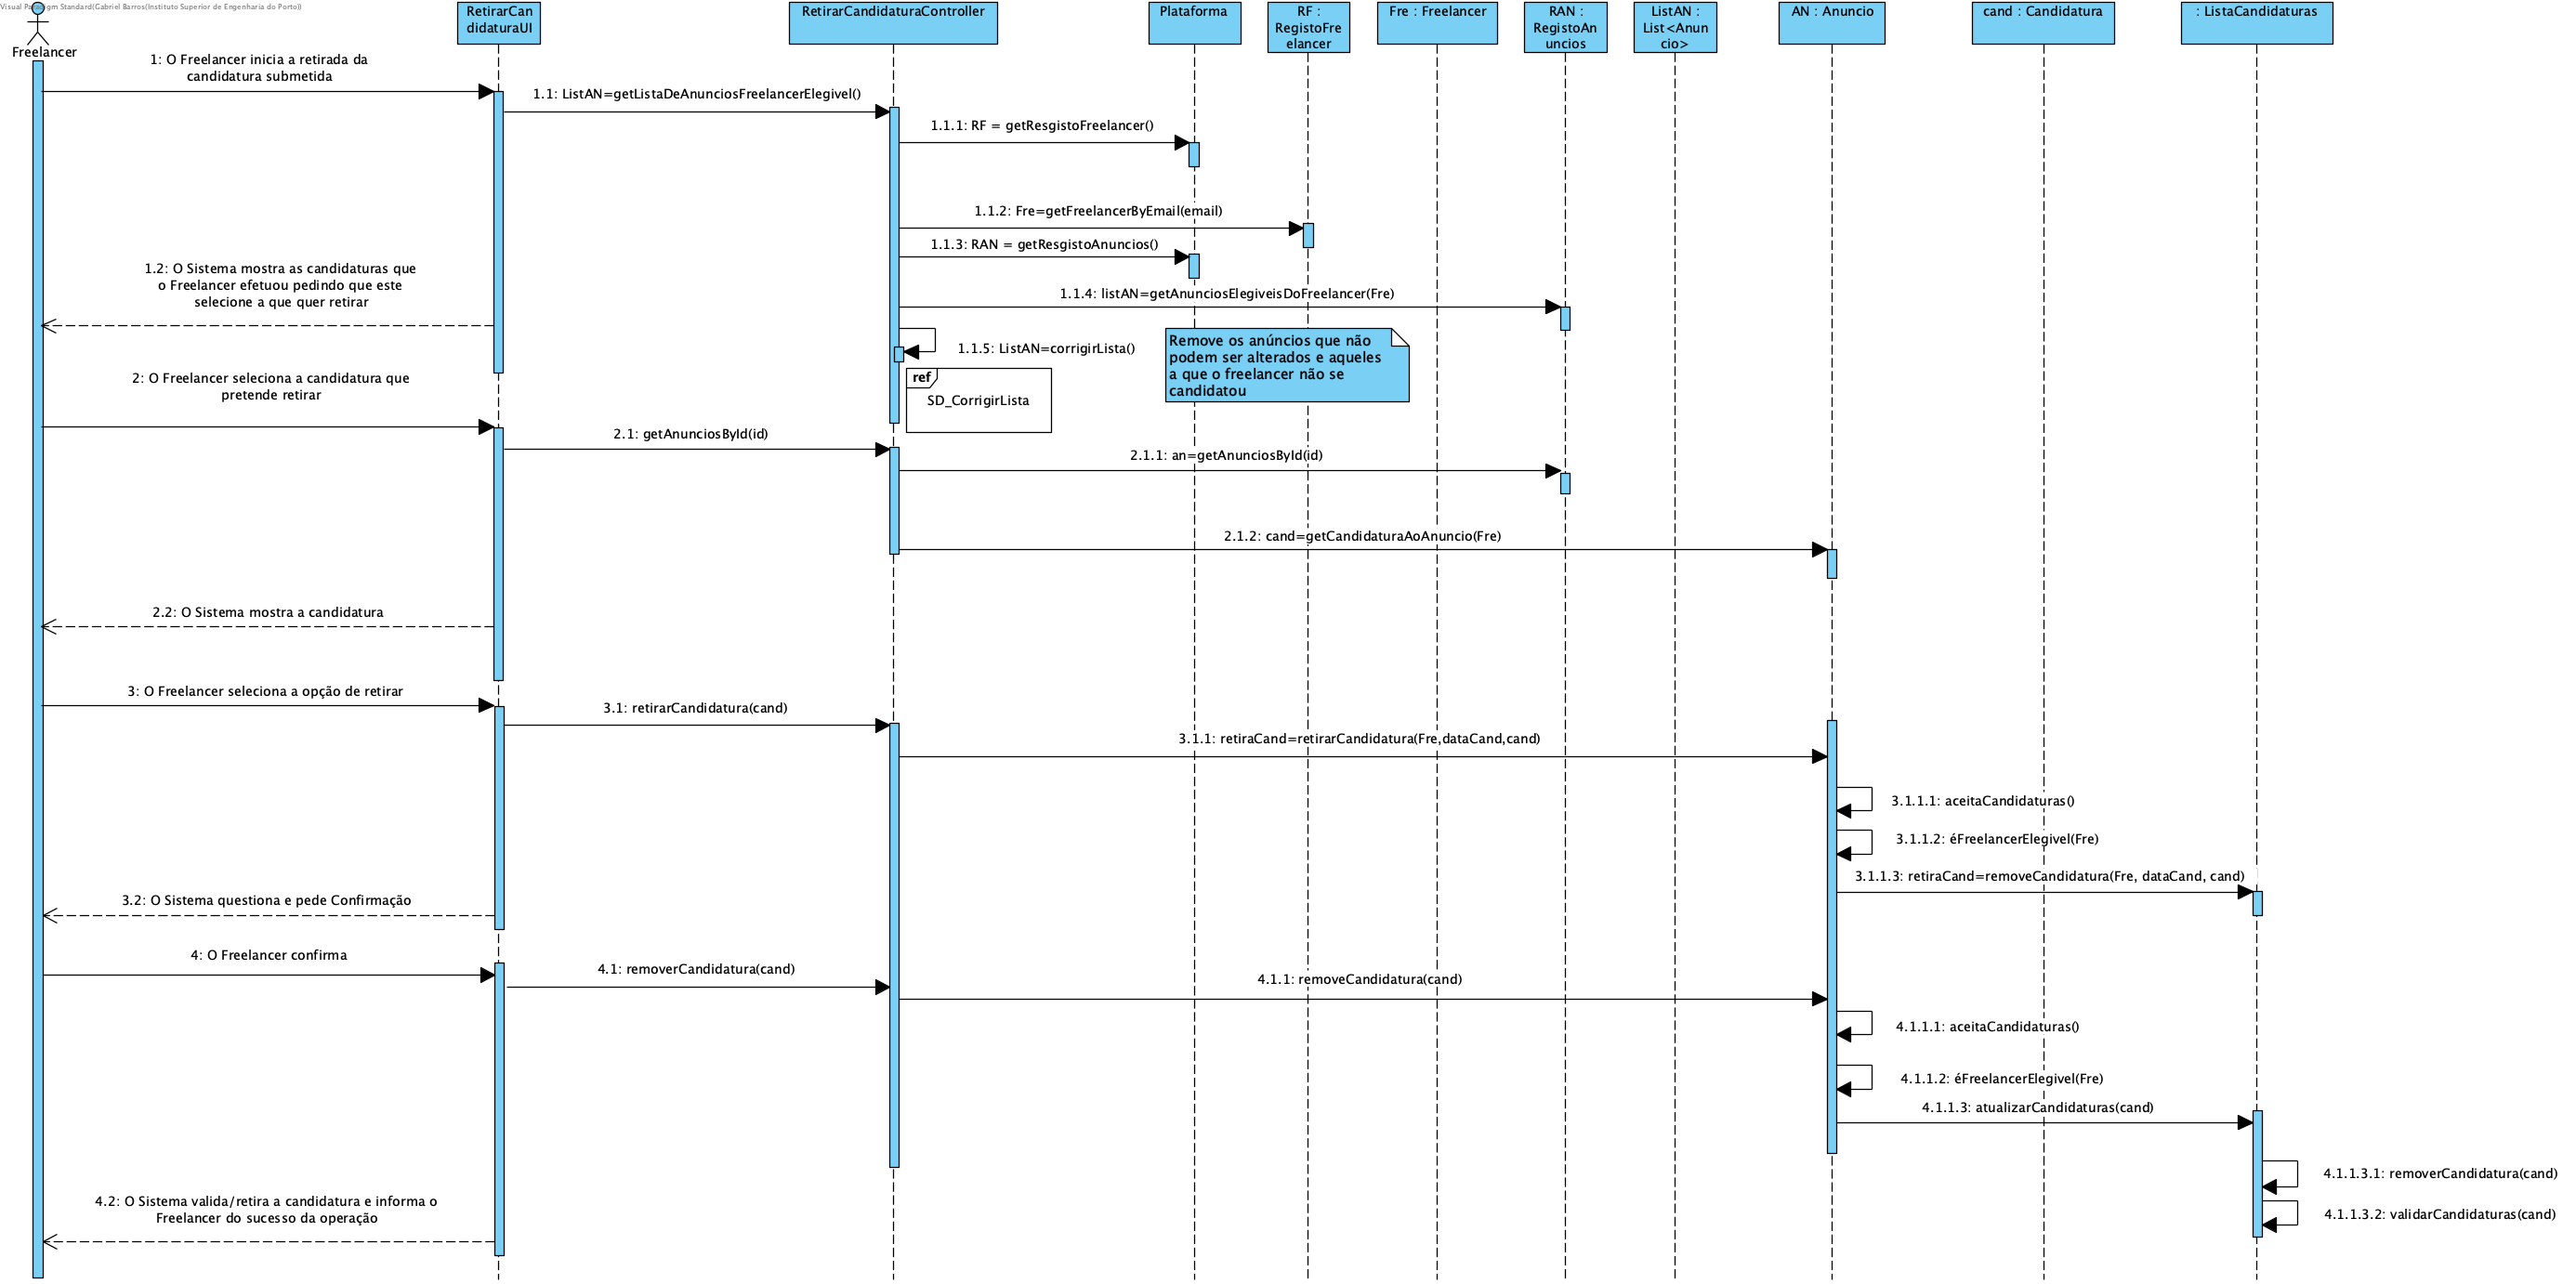 Visual Paradigm Standard(Gabriel Barros(Instituto Superior de Engenharia do Porto))
Freelancer
RetirarCan
didaturaUI
RetirarCandidaturaController
Plataforma
RF :
RegistoFre
elancer
Fre : Freelancer
RAN :
RegistoAn
uncios
ListAN :
List<Anun
cio>
AN : Anuncio
cand : Candidatura
: ListaCandidaturas
1: O Freelancer inicia a retirada da
candidatura submetida
1.1: ListAN=getListaDeAnunciosFreelancerElegivel()
1.1.1: RF = getResgistoFreelancer()
1.1.2: Fre=getFreelancerByEmail(email)
1.1.3: RAN = getResgistoAnuncios()
1.2: O Sistema mostra as candidaturas que
o Freelancer efetuou pedindo que este
selecione a que quer retirar
1.1.4: listAN=getAnunciosElegiveisDoFreelancer(Fre)
1.1.5: ListAN=corrigirLista()
Remove os anúncios que não
podem ser alterados e aqueles
a que o freelancer não se
candidatou
ref
SD_CorrigirLista
2: O Freelancer seleciona a candidatura que
pretende retirar
2.1: getAnunciosById(id)
2.1.1: an=getAnunciosById(id)
2.1.2: cand=getCandidaturaAoAnuncio(Fre)
2.2: O Sistema mostra a candidatura
3: O Freelancer seleciona a opção de retirar
3.1: retirarCandidatura(cand)
3.1.1: retiraCand=retirarCandidatura(Fre,dataCand,cand)
3.1.1.1: aceitaCandidaturas()
3.1.1.2: éFreelancerElegivel(Fre)
3.1.1.3: retiraCand=removeCandidatura(Fre, dataCand, cand)
3.2: O Sistema questiona e pede Confirmação
4: O Freelancer confirma
4.1: removerCandidatura(cand)
4.1.1: removeCandidatura(cand)
4.1.1.1: aceitaCandidaturas()
4.1.1.2: éFreelancerElegivel(Fre)
4.1.1.3: atualizarCandidaturas(cand)
4.1.1.3.1: removerCandidatura(cand)
4.1.1.3.2: validarCandidaturas(cand)
4.2: O Sistema valida/retira a candidatura e informa o
Freelancer do sucesso da operação